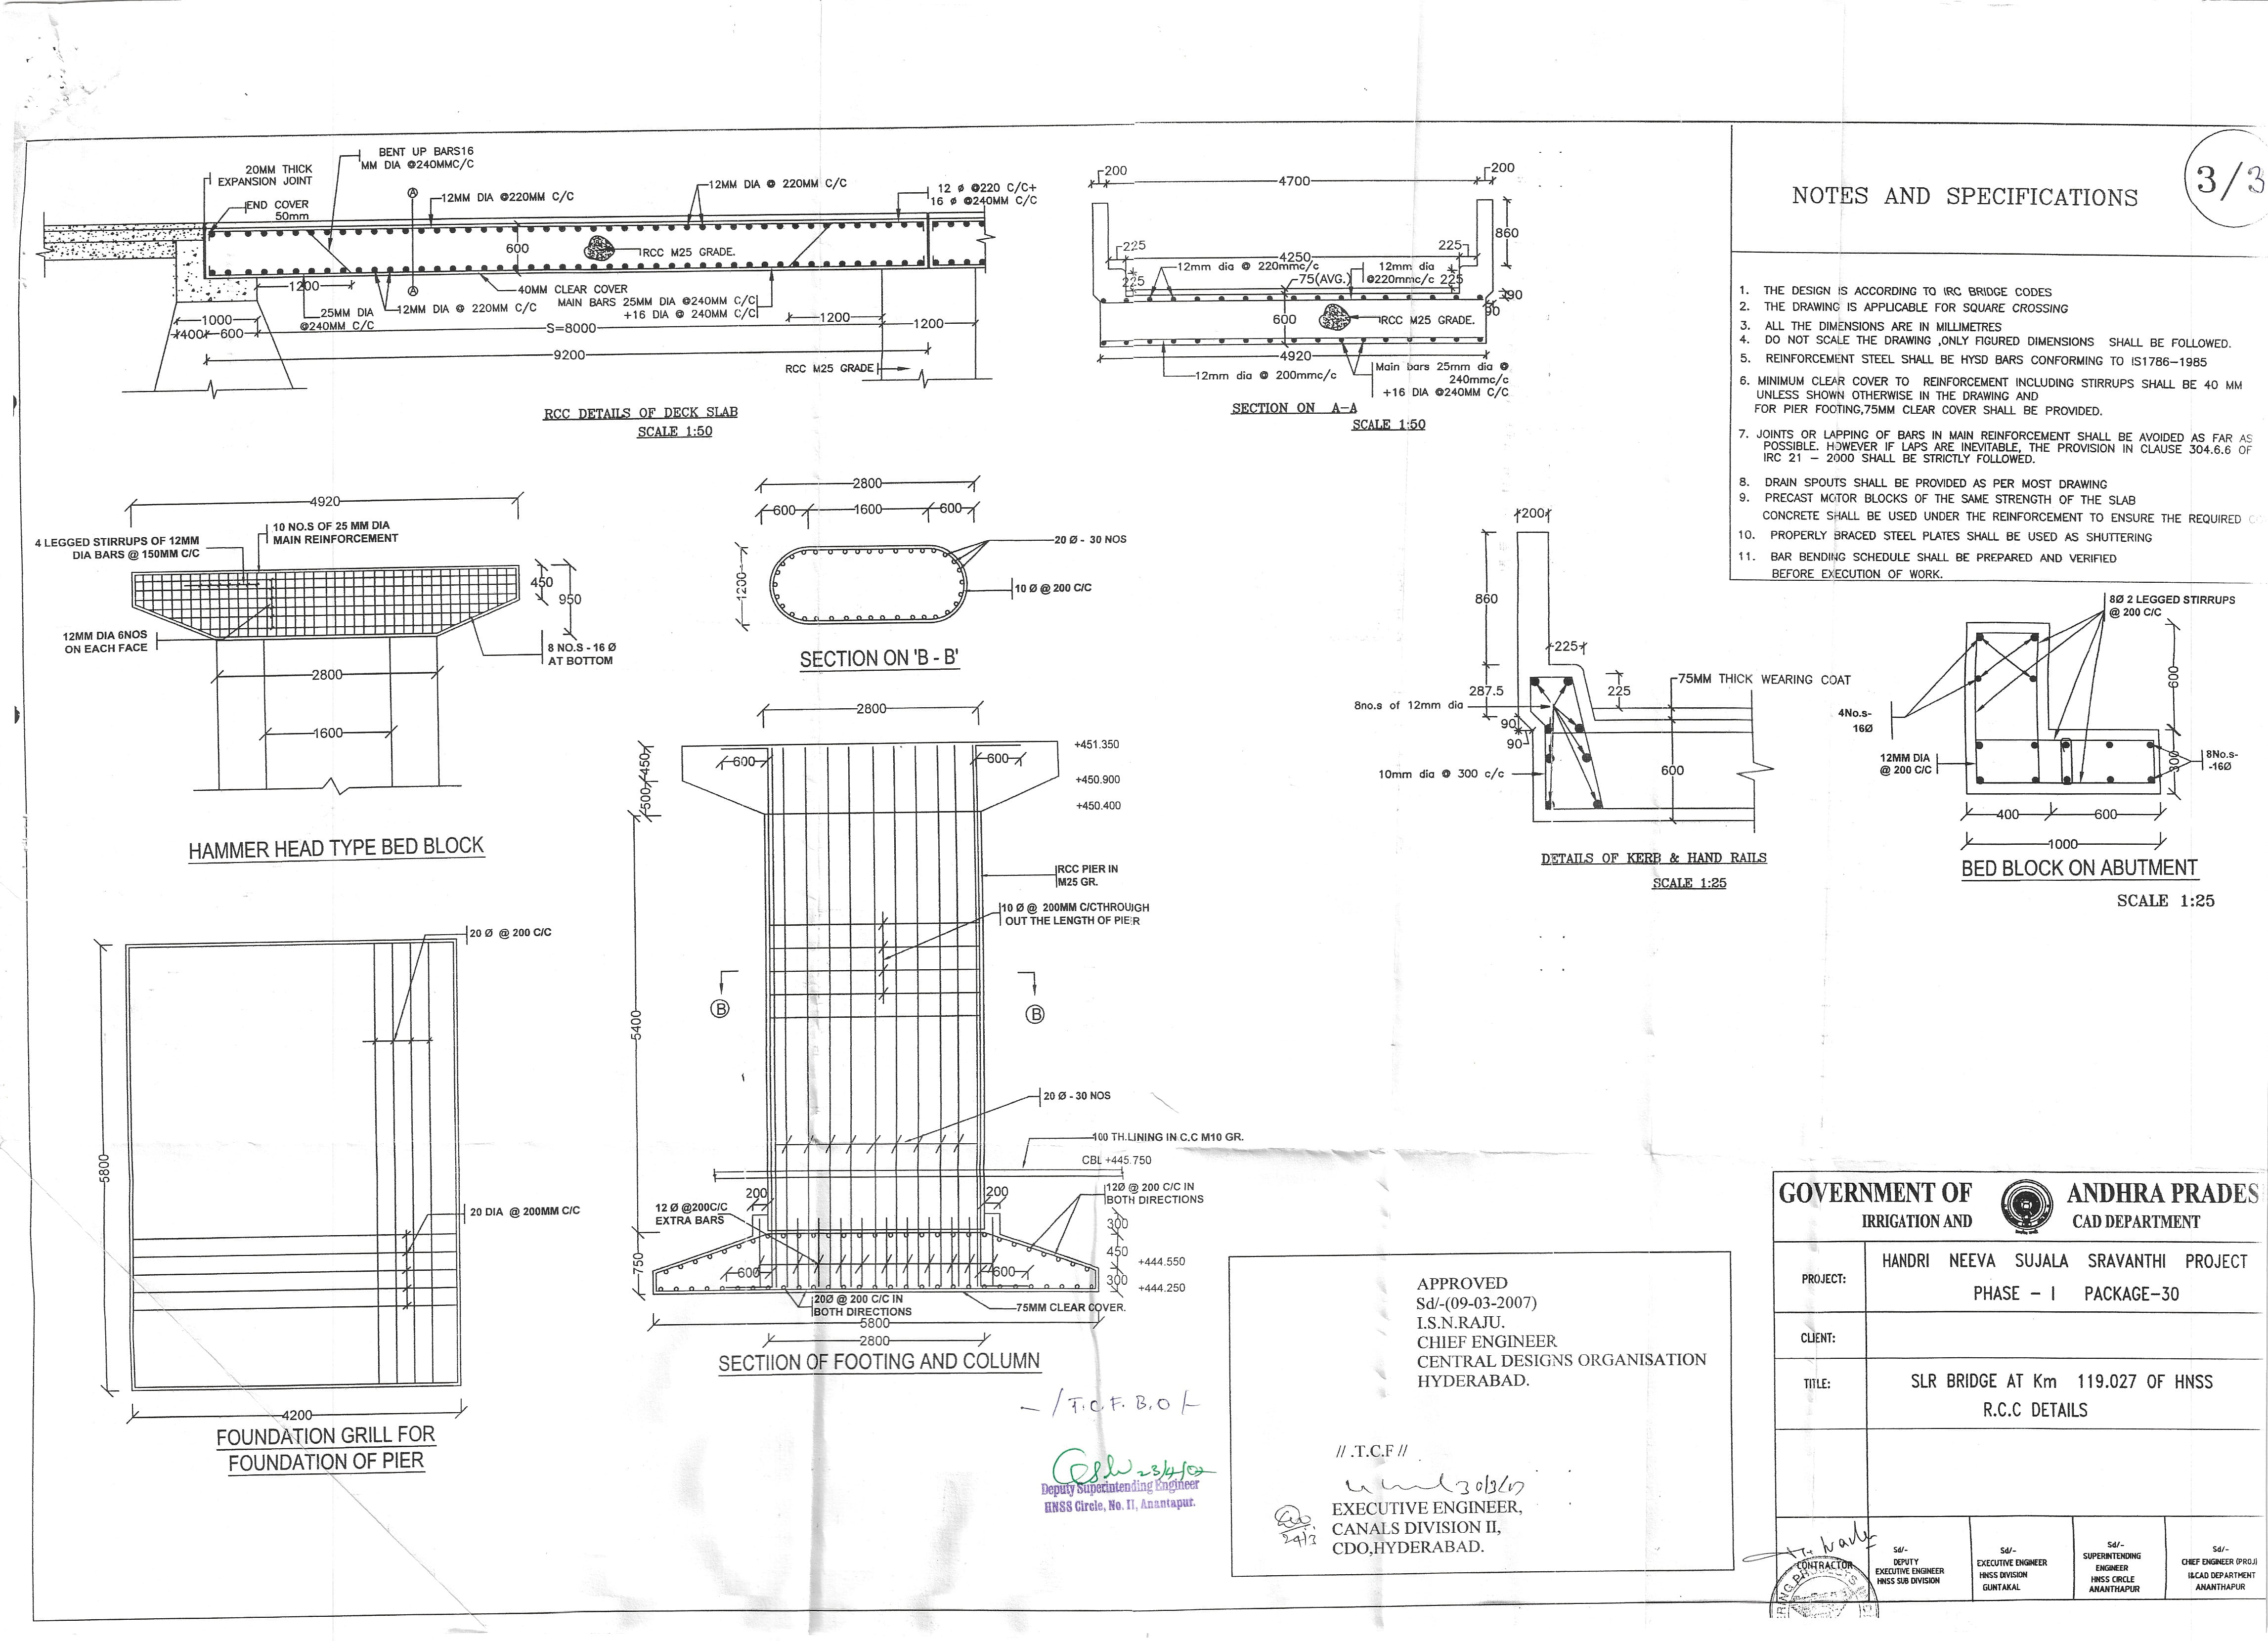 3/3
NOTES AND SPECIFICATIONS
1. THE DESIGN IS ACCORDING TO IRC BRIDGE CODES
2. THE DRAWING IS APPLICABLE FOR SQUARE CROSSING
3. ALL THE DIMENSIONS ARE IN MILLIMETRES
4. DO NOT SCALE THE DRAWING ,ONLY FIGURED DIMENSIONS SHALL BE FOLLOWED.
5. REINFORCEMENT STEEL SHALL BE HYSD BARS CONFORMING TO IS1786-1985
6. MINIMUM CLEAR COVER TO REINFORCEMENT INCLUDING STIRRUPS SHALL BE 40 MM
UNLESS SHOWN OTHERWISE IN THE DRAWING AND
FOR PIER FOOTING,75MM CLEAR COVER SHALL BE PROVIDED.
7. JOINTS OR LAPPING OF BARS IN MAIN REINFORCEMENT SHALL BE AVOIDED AS FAR AS
POSSIBLE. HOWEVER IF LAPS ARE INEVITABLE, THE PROVISION IN CLAUSE 304.6.6 OF
IRC 21 - 2000 SHALL BE STRICTLY FOLLOWED.
8. DRAIN SPOUTS SHALL BE PROVIDED AS PER MOST DRAWING
9. PRECAST MOTOR BLOCKS OF THE SAME STRENGTH OF THE SLAB
CONCRETE SHALL BE USED UNDER THE REINFORCEMENT TO ENSURE THE REQUIRED
10. PROPERLY BRACED STEEL PLATES SHALL BE USED AS SHUTTERING
11. BAR BENDING SCHEDULE SHALL BE PREPARED AND VERIFIED
BEFORE EXECUTION OF WORK.
BENT UP BARS16
MM DIA @240MMC/C
20MM THICK
EXPANSION JOINT
END COVER
50mm
A
12MM DIA @220MM C/C
12MM DIA @ 220MM C/C
12 ø @220 C/C+
16 ø @240MM C/C
600
RCC M25 GRADE.
A
1200
40MM CLEAR COVER
25MM DIA
@240MM C/C
12MM DIA @ 220MM C/C
MAIN BARS 25MM DIA @240MM C/C
+16 DIA @ 240MM C/C
1000
400
600
S=8000
1200
1200
9200
RCC M25 GRADE
RCC DETAILS OF DECK SLAB
SCALE 1:50
200
4700
200
860
225
225
4250
12mm dia @ 220mmc/c
12mm dia
@220mmc/c
75(AVG.)
225
225
390
90
600
RCC M25 GRADE.
4920
12mm dia @ 200mmc/c
Main bars 25mm dia @
240mmc/c
+16 DIA @240MM C/C
SECTION ON A-A
SCALE 1:50
4920
4 LEGGED STIRRUPS OF 12MM
DIA BARS @ 150MM C/C
10 NO.S OF 25 MM DIA
MAIN REINFORCEMENT
450
950
12MM DIA 6NOS
ON EACH FACE
8 NO.S - 16 Ø
AT BOTTOM
2800
1600
HAMMER HEAD TYPE BED BLOCK
2800
600
1600
600
1200
20 Ø - 30 NOS
10 Ø @ 200 C/C
SECTION ON 'B - B'
2800
+451.350
+450.900
+450.400
450
500
600
600
5400
RCC PIER IN
M25 GR.
10 Ø @ 200MM C/CTHROUGH
OUT THE LENGTH OF PIER
B
B
20 Ø - 30 NOS
100 TH.LINING IN C.C M10 GR.
CBL +445.750
200
200
12 Ø @200C/C
EXTRA BARS
12Ø @ 200 C/C IN
BOTH DIRECTIONS
300
450
300
+444.550
+444.250
750
600
600
20Ø @ 200 C/C IN
BOTH DIRECTIONS
75MM CLEAR COVER.
5800
2800
SECTIION OF FOOTING AND COLUMN
20 Ø @ 200 C/C
5800
20 DIA @ 200MM C/C
4200
FOUNDATION GRILL FOR
FOUNDATION OF PIER
200
860
225
287.5
225
75MM THICK WEARING COAT
8no.s of 12mm dia
90
90
10mm dia @ 300 c/c
600
DETAILS OF KERB & HAND RAILS
SCALE 1:25
8Ø 2 LEGGED STIRRUPS
@ 200 C/C
4No.s-
16Ø
600
12MM DIA
@ 200 C/C
300
8No.s-
-16Ø
400
600
1000
BED BLOCK ON ABUTMENT
SCALE 1:25
- / T.C.F. B.O /-
23/4/07
Deputy Superintending Engineer
HNSS Circle, No. II, Anantapur.
APPROVED
Sd/-(09-03-2007)
I.S.N.RAJU.
CHIEF ENGINEER
CENTRAL DESIGNS ORGANISATION
HYDERABAD.
// .T.C.F //
30/3/07
EXECUTIVE ENGINEER,
CANALS DIVISION II,
CDO,HYDERABAD.
GOVERNMENT OF ANDHRA PRADES
IRRIGATION AND CAD DEPARTMENT
PROJECT: HANDRI NEEVA SUJALA SRAVANTHI PROJECT
PHASE - I PACKAGE-30
CLIENT:
TITLE: SLR BRIDGE AT Km 119.027 OF HNSS
R.C.C DETAILS
CONTRACTOR
Sd/-
DEPUTY
EXECUTIVE ENGINEER
HNSS SUB DIVISION
Sd/-
EXECUTIVE ENGINEER
HNSS DIVISION
GUNTAKAL
Sd/-
SUPERINTENDING
ENGINEER
HNSS CIRCLE
ANANTHAPUR
Sd/-
CHIEF ENGINEER (PROJ)
I&CAD DEPARTMENT
ANANTHAPUR